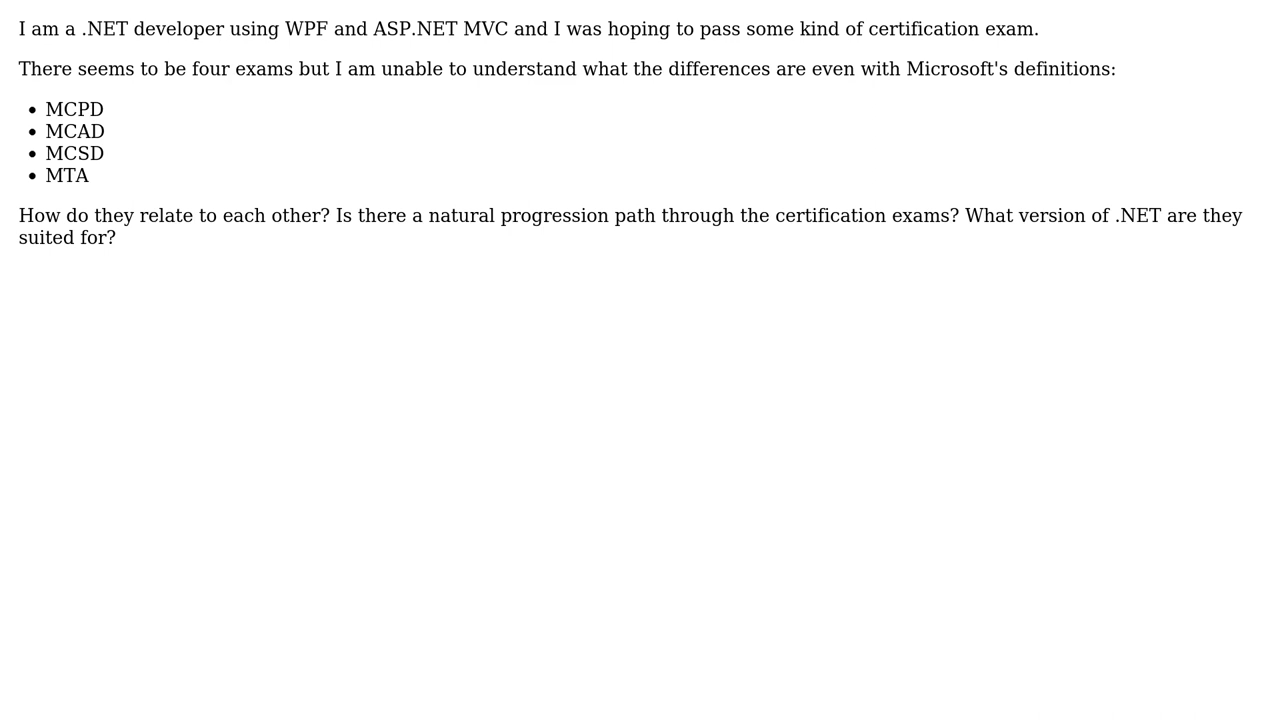 I am a .NET developer using WPF and ASP.NET MVC and I was hoping to pass some kind of certification exam.
There seems to be four exams but I am unable to understand what the differences are even with Microsoft's definitions:
• MCPD
• MCAD
• MCSD
• MTA
How do they relate to each other? Is there a natural progression path through the certification exams? What version of .NET are they
suited for?